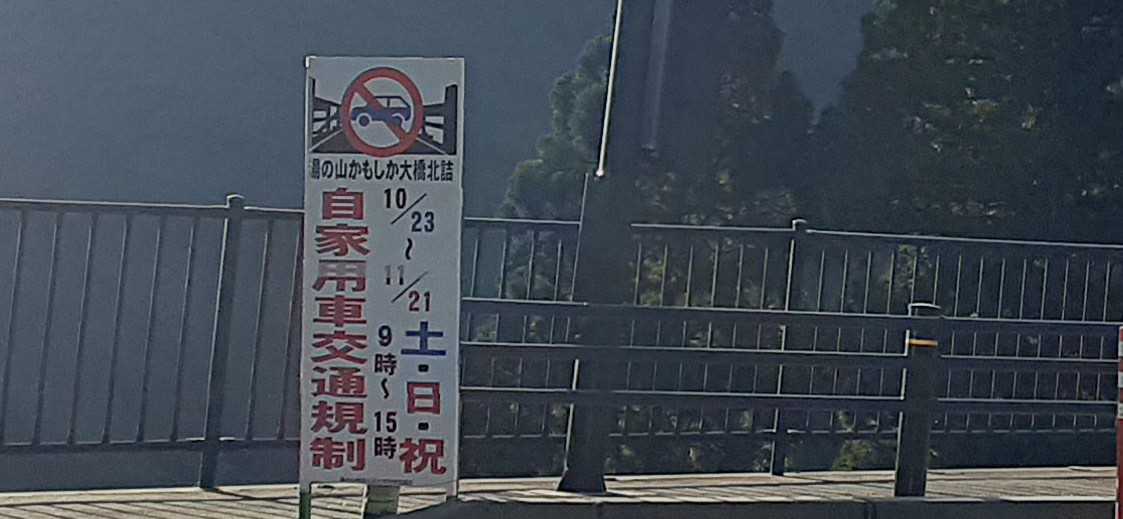 湯の山かもしか大橋北詰
自家用車交通規制
10/23〜11/21
土・日・祝
9時〜15時